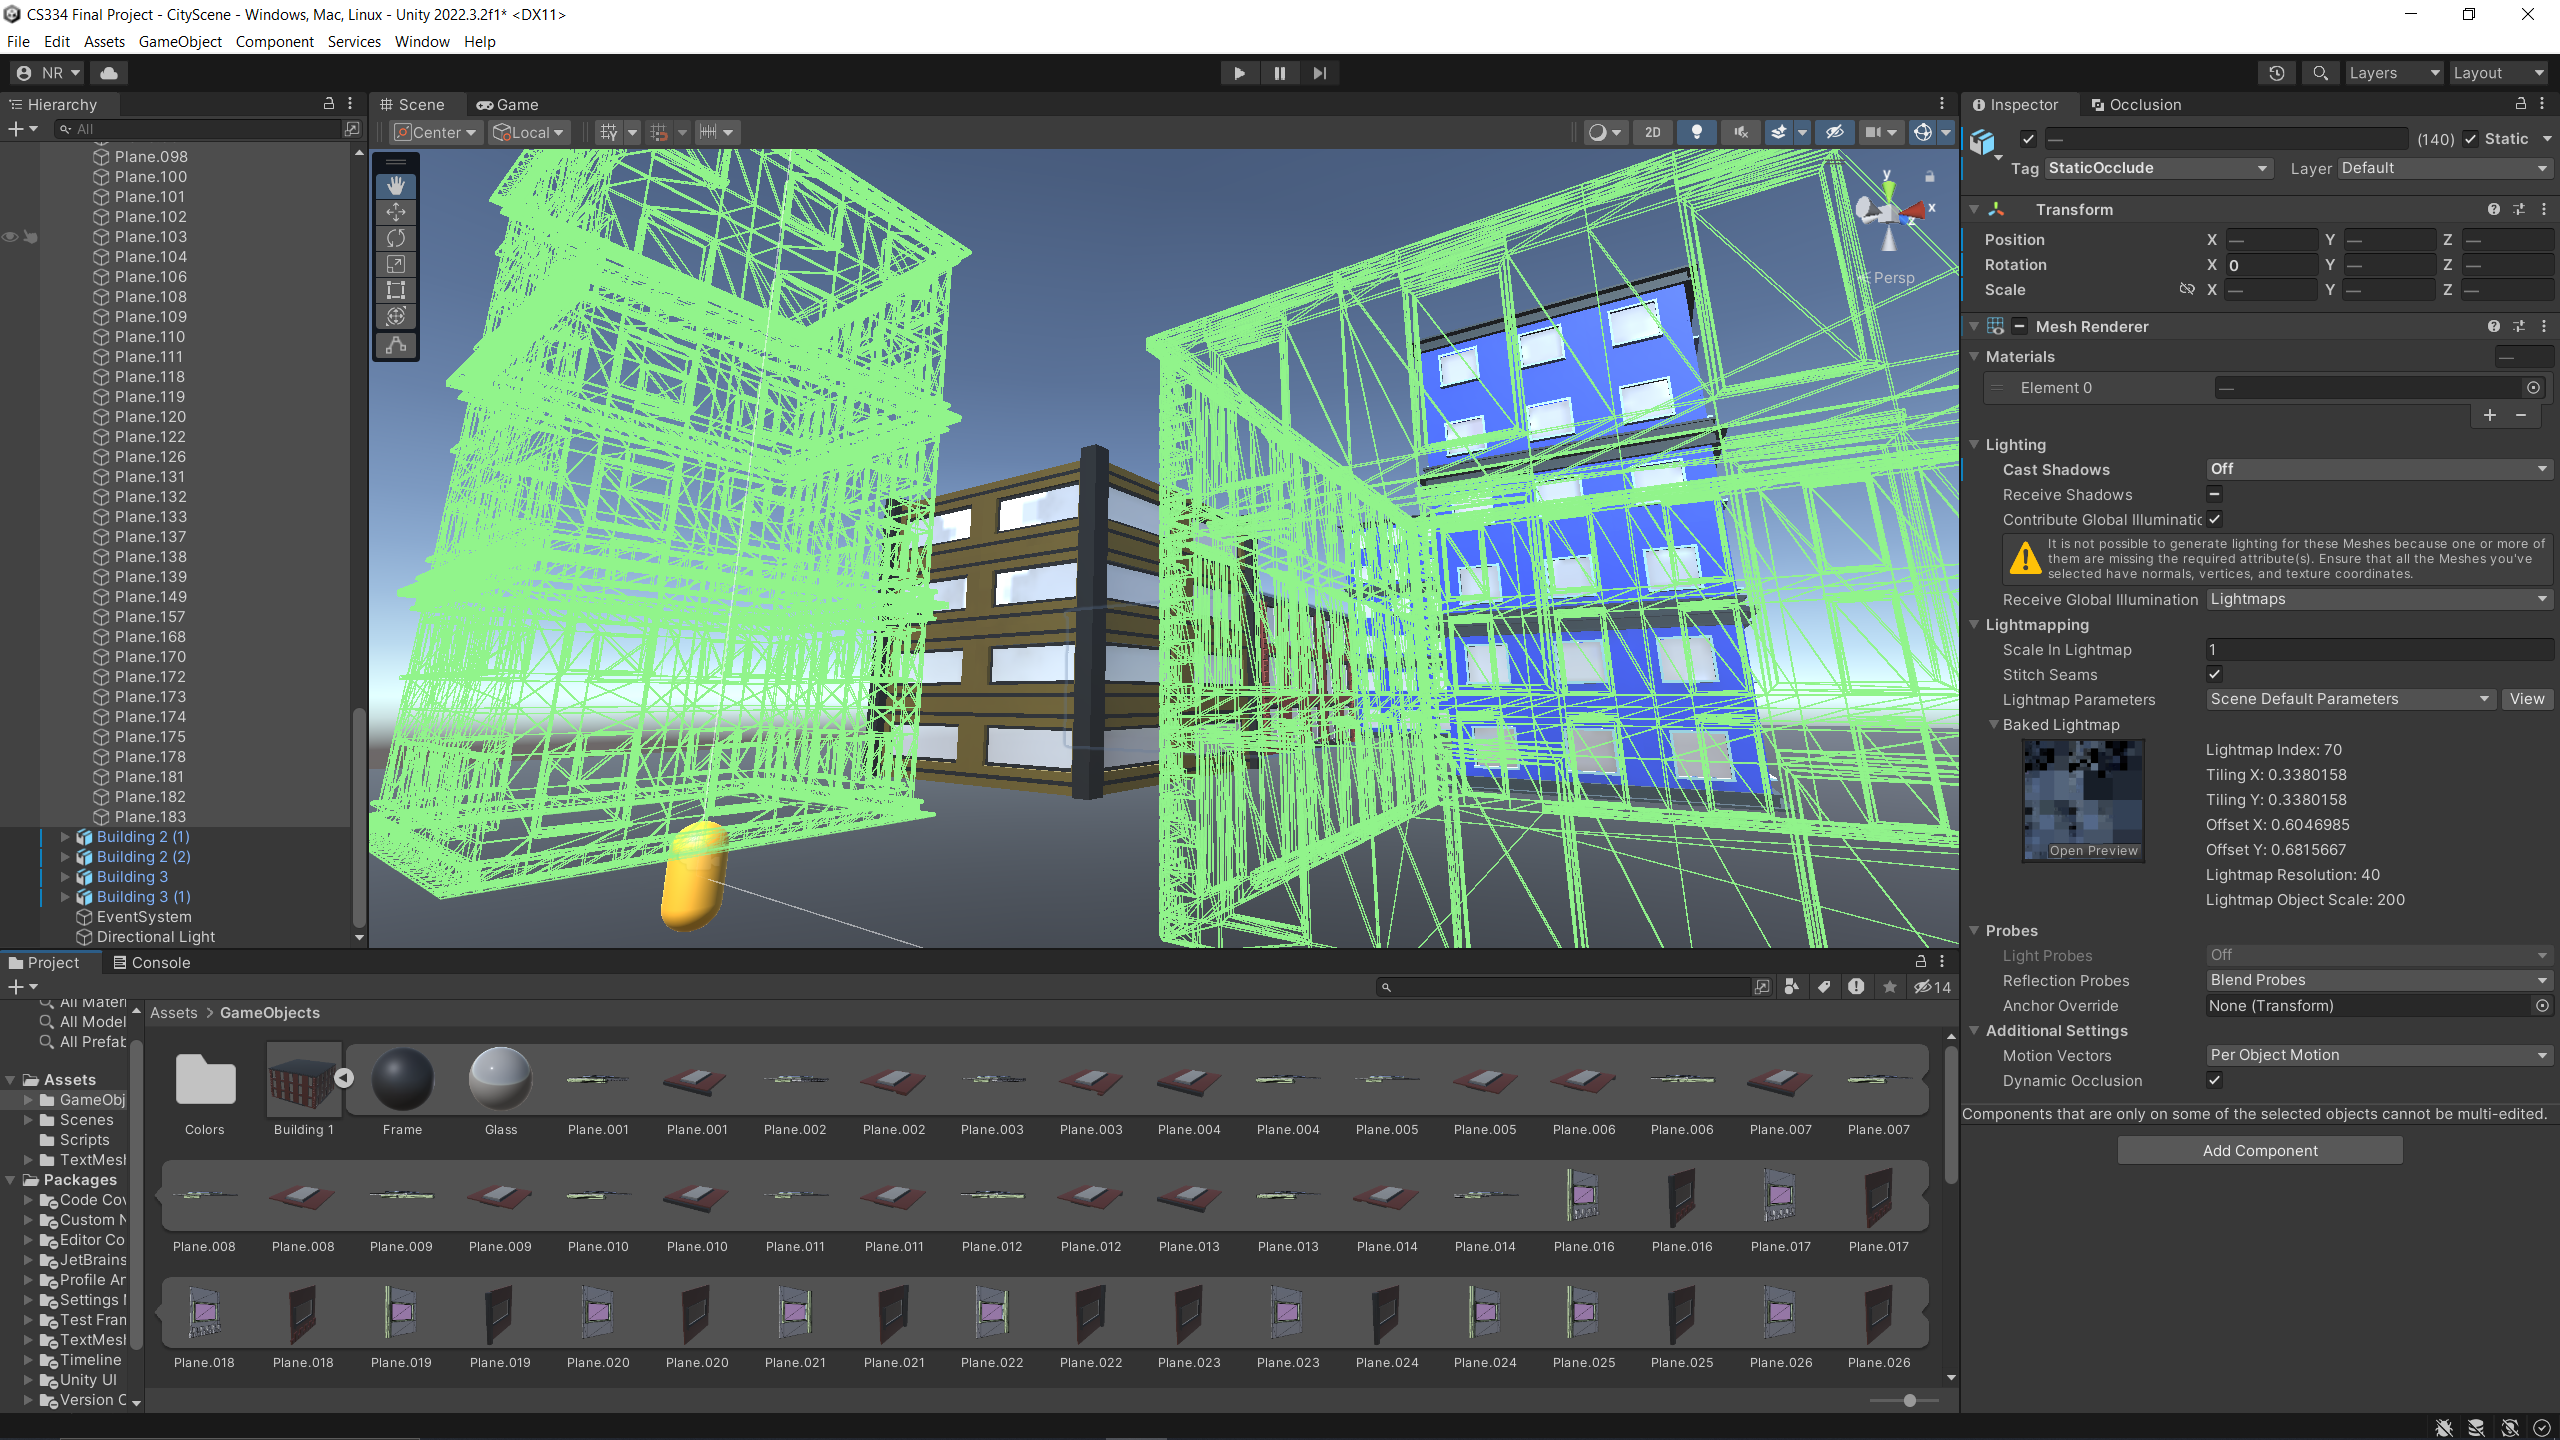 CS334 Final Project - CityScene - Windows, Mac, Linux - Unity 2022.3.2f1* <DX11>
File Edit Assets GameObject Component Services Window Help
NR
Layers
Layout
Hierarchy
All
Plane.098
Plane.100
Plane.101
Plane.102
Plane.103
Plane.104
Plane.106
Plane.108
Plane.109
Plane.110
Plane.111
Plane.118
Plane.119
Plane.120
Plane.122
Plane.126
Plane.131
Plane.132
Plane.133
Plane.137
Plane.138
Plane.139
Plane.149
Plane.157
Plane.168
Plane.170
Plane.172
Plane.173
Plane.174
Plane.175
Plane.178
Plane.181
Plane.182
Plane.183
Building 2 (1)
Building 2 (2)
Building 3
Building 3 (1)
EventSystem
Directional Light
Scene Game
Center Local
2D
y
x
z
Persp
Inspector Occlusion
— (140) Static
Tag StaticOcclude Layer Default
Transform
Position X — Y — Z —
Rotation X 0 Y — Z —
Scale X — Y — Z —
Mesh Renderer
Materials —
Element 0 —
Lighting
Cast Shadows Off
Receive Shadows
Contribute Global Illuminatic
It is not possible to generate lighting for these Meshes because one or more of
them are missing the required attribute(s). Ensure that all the Meshes you've
selected have normals, vertices, and texture coordinates.
Receive Global Illumination Lightmaps
Lightmapping
Scale In Lightmap 1
Stitch Seams
Lightmap Parameters Scene Default Parameters View
Baked Lightmap
Open Preview
Lightmap Index: 70
Tiling X: 0.3380158
Tiling Y: 0.3380158
Offset X: 0.6046985
Offset Y: 0.6815667
Lightmap Resolution: 40
Lightmap Object Scale: 200
Probes
Light Probes Off
Reflection Probes Blend Probes
Anchor Override None (Transform)
Additional Settings
Motion Vectors Per Object Motion
Dynamic Occlusion
Components that are only on some of the selected objects cannot be multi-edited.
Add Component
Project Console
14
All Materi
All Model
All Prefab
Assets
GameObj
Scenes
Scripts
TextMesh
Packages
Code Cov
Custom N
Editor Co
JetBrains
Profile An
Settings
Test Fram
TextMesh
Timeline
Unity UI
Version C
Assets > GameObjects
Colors Building 1 Frame Glass Plane.001 Plane.001 Plane.002 Plane.002 Plane.003 Plane.003 Plane.004 Plane.004 Plane.005 Plane.005 Plane.006 Plane.006 Plane.007 Plane.007
Plane.008 Plane.008 Plane.009 Plane.009 Plane.010 Plane.010 Plane.011 Plane.011 Plane.012 Plane.012 Plane.013 Plane.013 Plane.014 Plane.014 Plane.016 Plane.016 Plane.017 Plane.017
Plane.018 Plane.018 Plane.019 Plane.019 Plane.020 Plane.020 Plane.021 Plane.021 Plane.022 Plane.022 Plane.023 Plane.023 Plane.024 Plane.024 Plane.025 Plane.025 Plane.026 Plane.026